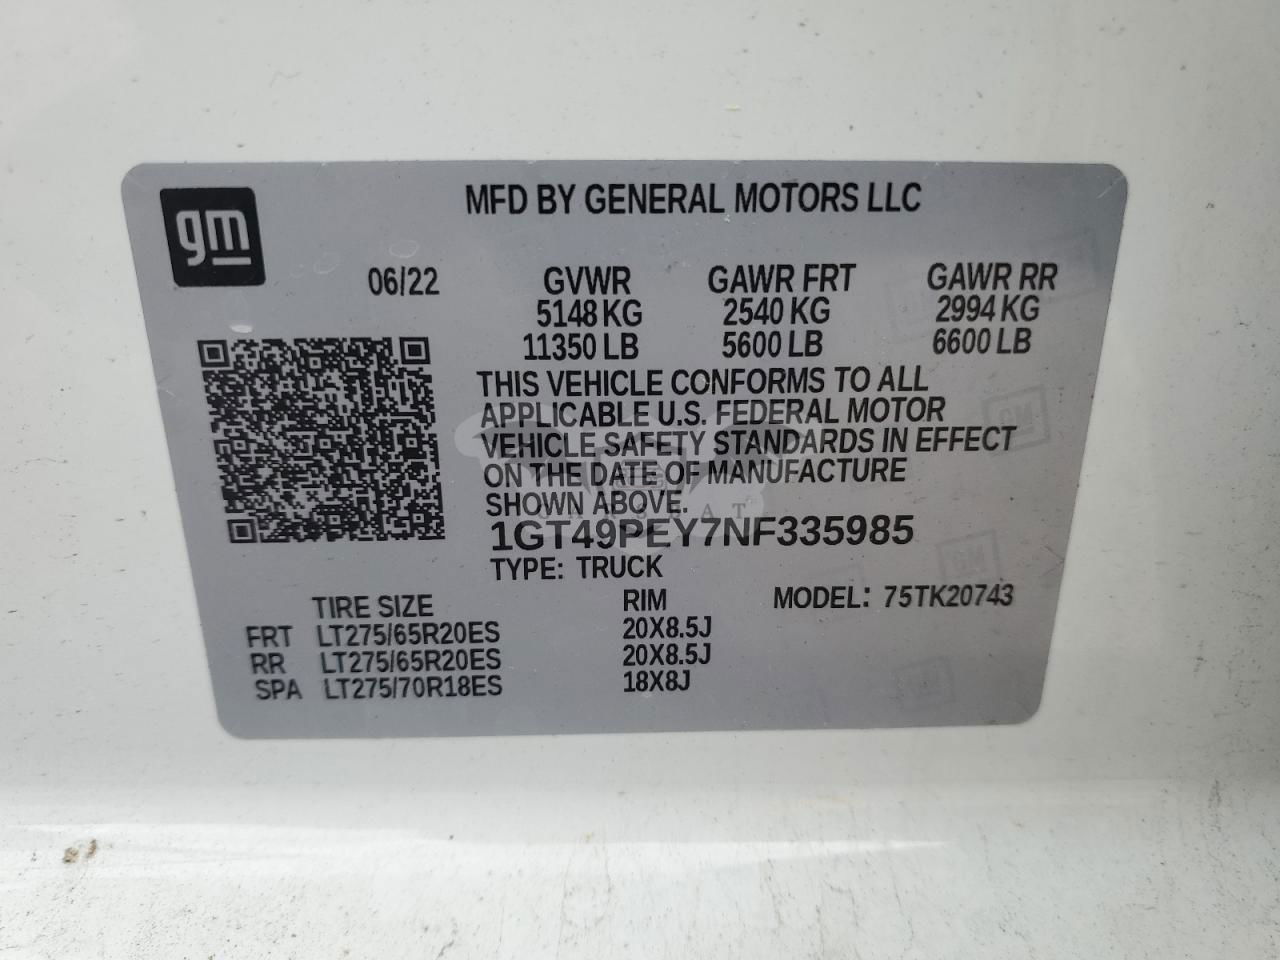 gm
MFD BY GENERAL MOTORS LLC
06/22 GVWR GAWR FRT GAWR RR
5148 KG 2540 KG 2994 KG
11350 LB 5600 LB 6600 LB
THIS VEHICLE CONFORMS TO ALL
APPLICABLE U.S. FEDERAL MOTOR
VEHICLE SAFETY STANDARDS IN EFFECT
ON THE DATE OF MANUFACTURE
SHOWN ABOVE.
1GT49PEY7NF335985
TYPE: TRUCK
TIRE SIZE RIM MODEL: 75TK20743
FRT LT275/65R20ES 20X8.5J
RR LT275/65R20ES 20X8.5J
SPA LT275/70R18ES 18X8J
GM
GM